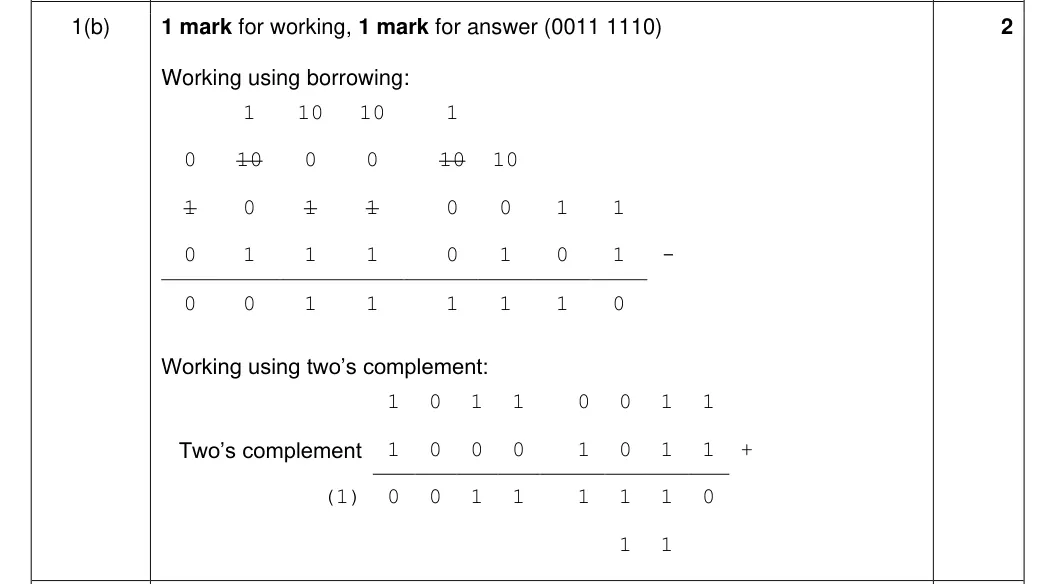 1(b) 1 mark for working, 1 mark for answer (0011 1110) 2
Working using borrowing:
1 10 10 1
0 10 0 0 10 10
1 0 1 1 0 0 1 1
0 1 1 1 0 1 0 1 -
0 0 1 1 1 1 1 0
Working using two's complement:
1 0 1 1 0 0 1 1
Two's complement 1 0 0 0 1 0 1 1 +
(1) 0 0 1 1 1 1 1 0
1 1